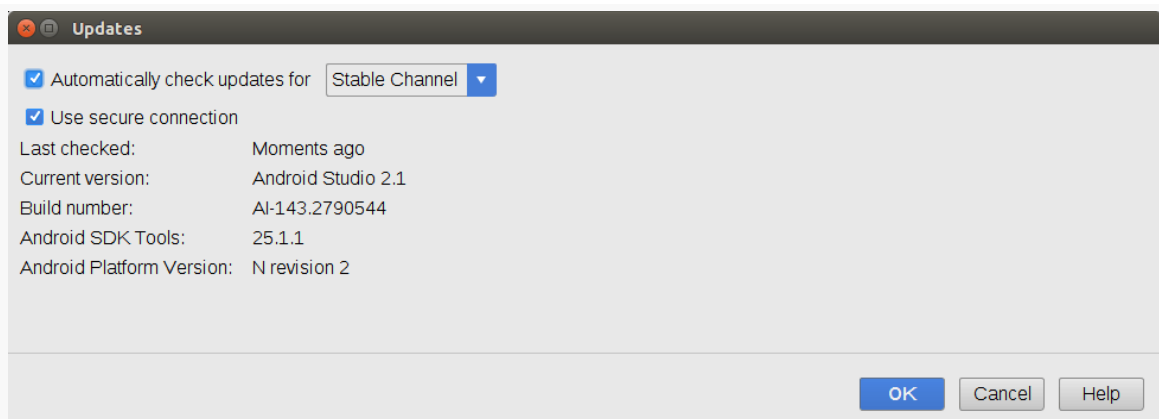 Updates
Automatically check updates for Stable Channel
Use secure connection
Last checked: Moments ago
Current version: Android Studio 2.1
Build number: AI-143.2790544
Android SDK Tools: 25.1.1
Android Platform Version: N revision 2
OK Cancel Help